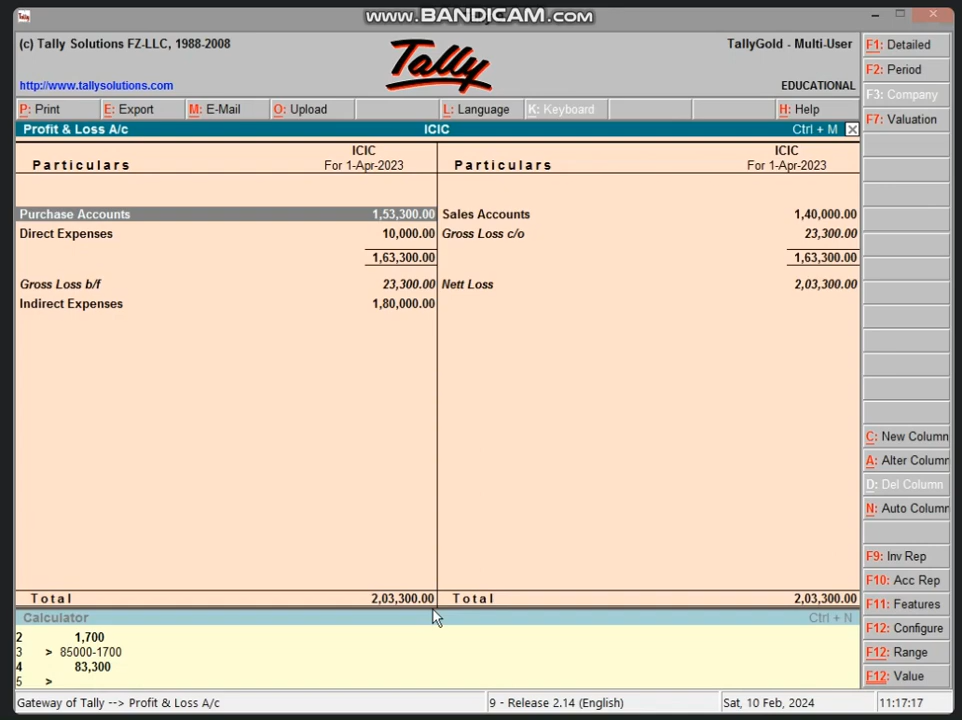 www.BANDICAM.com
(c) Tally Solutions FZ-LLC, 1988-2008
Tally
TallyGold - Multi-User
http://www.tallysolutions.com
EDUCATIONAL
P: Print E: Export M: E-Mail O: Upload L: Language K: Keyboard H: Help
Profit & Loss A/c ICIC Ctrl + M
Particulars ICIC Particulars ICIC
For 1-Apr-2023 For 1-Apr-2023
Purchase Accounts 1,53,300.00 Sales Accounts 1,40,000.00
Direct Expenses 10,000.00 Gross Loss c/o 23,300.00
1,63,300.00 1,63,300.00
Gross Loss b/f 23,300.00 Nett Loss 2,03,300.00
Indirect Expenses 1,80,000.00
Total 2,03,300.00 Total 2,03,300.00
Calculator Ctrl + N
2 1,700
3 > 85000-1700
4 83,300
5 >
Gateway of Tally --> Profit & Loss A/c 9 - Release 2.14 (English) Sat, 10 Feb, 2024 11:17:17
F1: Detailed
F2: Period
F3: Company
F7: Valuation
C: New Column
A: Alter Column
D: Del Column
N: Auto Column
F9: Inv Rep
F10: Acc Rep
F11: Features
F12: Configure
F12: Range
F12: Value